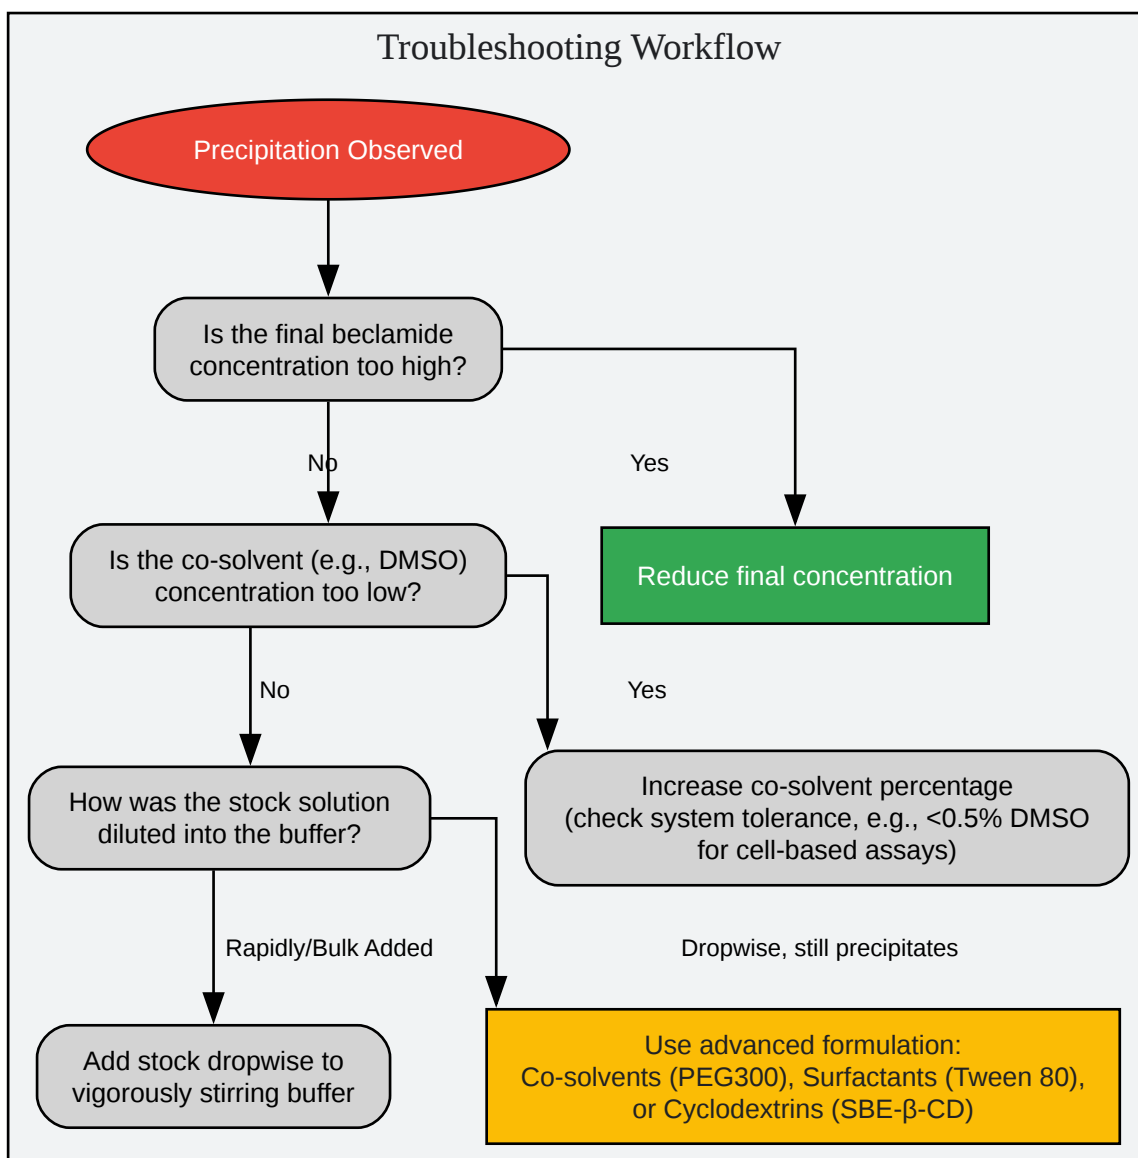 Troubleshooting Workflow
Precipitation Observed
Is the final beclamide
concentration too high?
No
Yes
Is the co-solvent (e.g., DMSO)
concentration too low?
Reduce final concentration
No
Yes
How was the stock solution
diluted into the buffer?
Increase co-solvent percentage
(check system tolerance, e.g., <0.5% DMSO
for cell-based assays)
Rapidly/Bulk Added
Dropwise, still precipitates
Add stock dropwise to
vigorously stirring buffer
Use advanced formulation:
Co-solvents (PEG300), Surfactants (Tween 80),
or Cyclodextrins (SBE-β-CD)